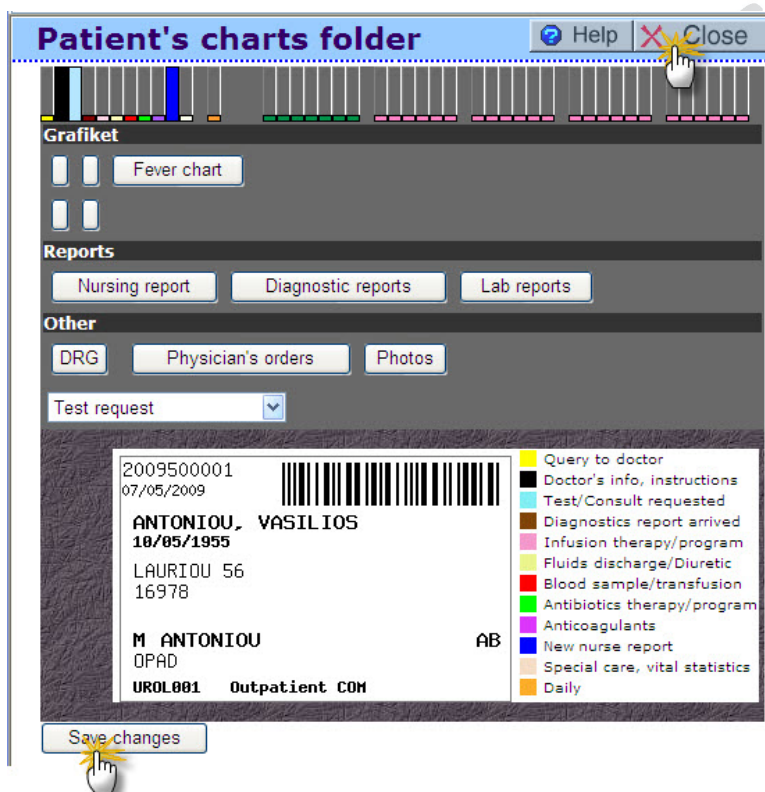 Patient's charts folder
Help
Close
Grafiket
Fever chart
Reports
Nursing report Diagnostic reports Lab reports
Other
DRG Physician's orders Photos
Test request
2009500001
07/05/2009
ANTONIOU, VASILIOS
10/05/1955
LAURIOU 56
16978
M ANTONIOU AB
OPAD
UROL001 Outpatient COM
Query to doctor
Doctor's info, instructions
Test/Consult requested
Diagnostics report arrived
Infusion therapy/program
Fluids discharge/Diuretic
Blood sample/transfusion
Antibiotics therapy/program
Anticoagulants
New nurse report
Special care, vital statistics
Daily
Save changes